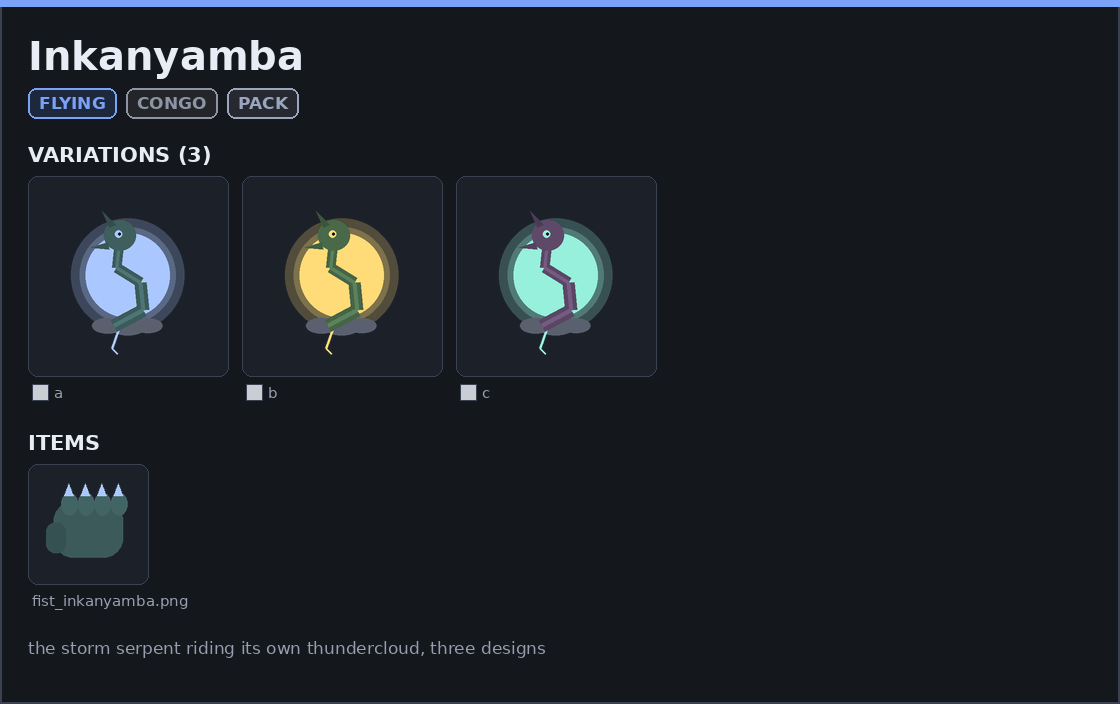 Inkanyamba
FLYING CONGO PACK
VARIATIONS (3)
a b c
ITEMS
fist_inkanyamba.png
the storm serpent riding its own thundercloud, three designs